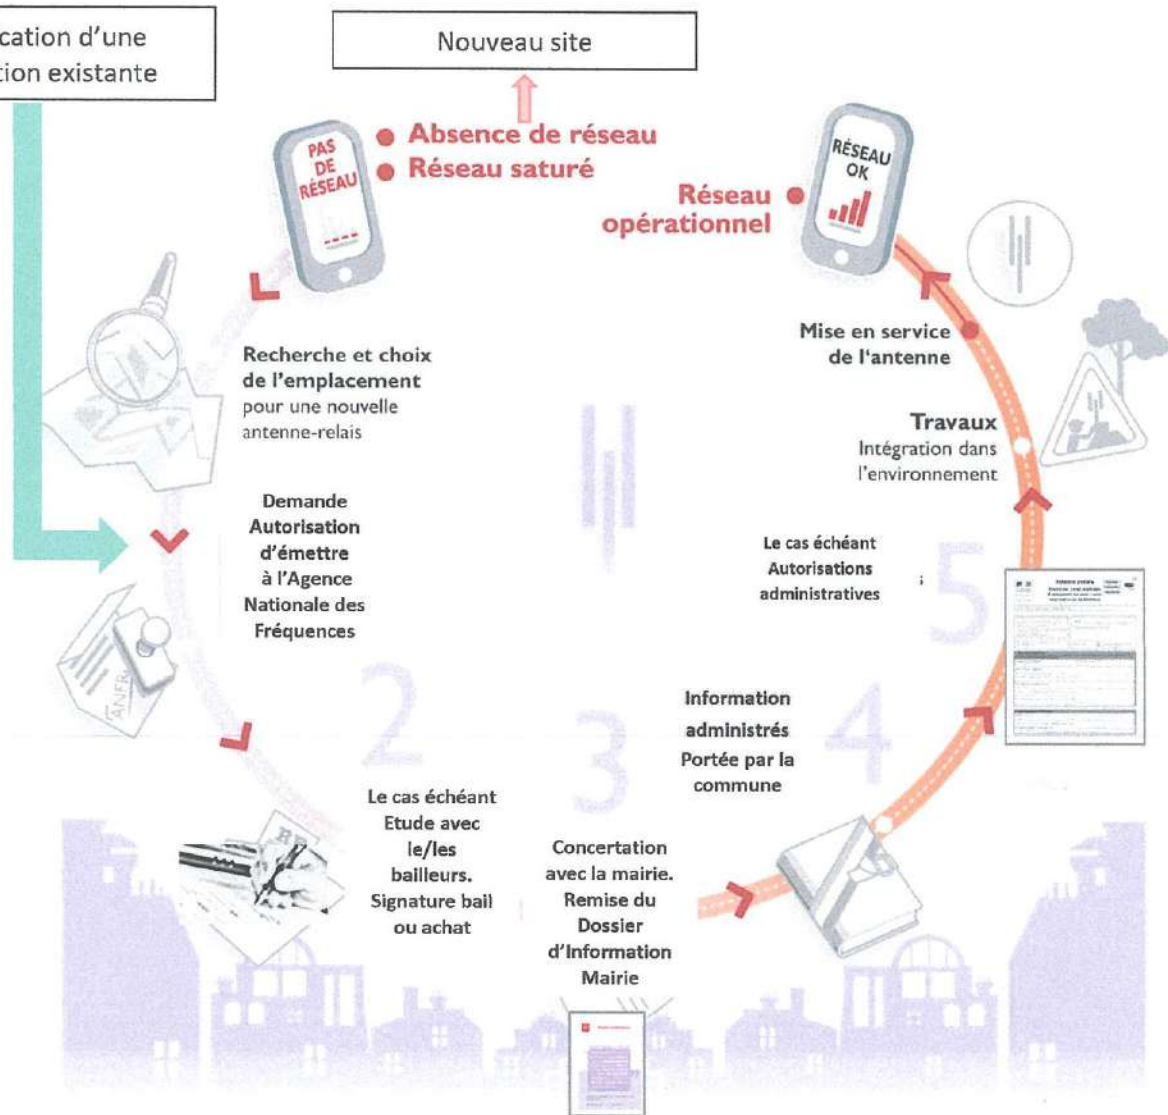 cation d'une
tion existante
Nouveau site
Absence de réseau
Réseau saturé
PAS
DE
RÉSEAU
RÉSEAU
OK
Réseau
opérationnel
Recherche et choix
de l'emplacement
pour une nouvelle
antenne-relais
Mise en service
de l'antenne
Travaux
Intégration dans
l'environnement
Demande
Autorisation
d'émettre
à l'Agence
Nationale des
Fréquences
ANFR
Le cas échéant
Autorisations
administratives
5
2
3
4
Information
administrés
Portée par la
commune
Le cas échéant
Etude avec
le/les
bailleurs.
Signature bail
ou achat
Concertation
avec la mairie.
Remise du
Dossier
d'Information
Mairie